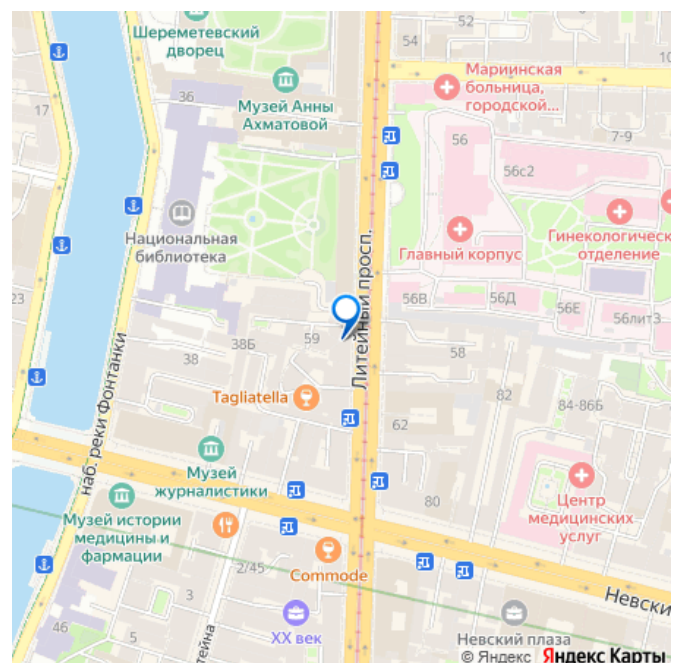 Шереметевский
дворец
54
10
Мариинская
больница,
городской...
36
17
Музей Анны
Ахматовой
56
7-9
56с2
Национальная
библиотека
Главный корпус
Гинекологическ
отделение
Литейный просп.
23
56В
56Д
56Е
56литЗ
38
38Б
59
58
наб. реки Фонтанки
Tagliatella
82
84-86Б
62
Музей
журналистики
80
Центр
медицинских
услуг
Музей истории
медицины и
фармации
Commode
2/45
3
Невски
46
5
тейна
XX век
Невский плаза
© Яндекс Яндекс Карты